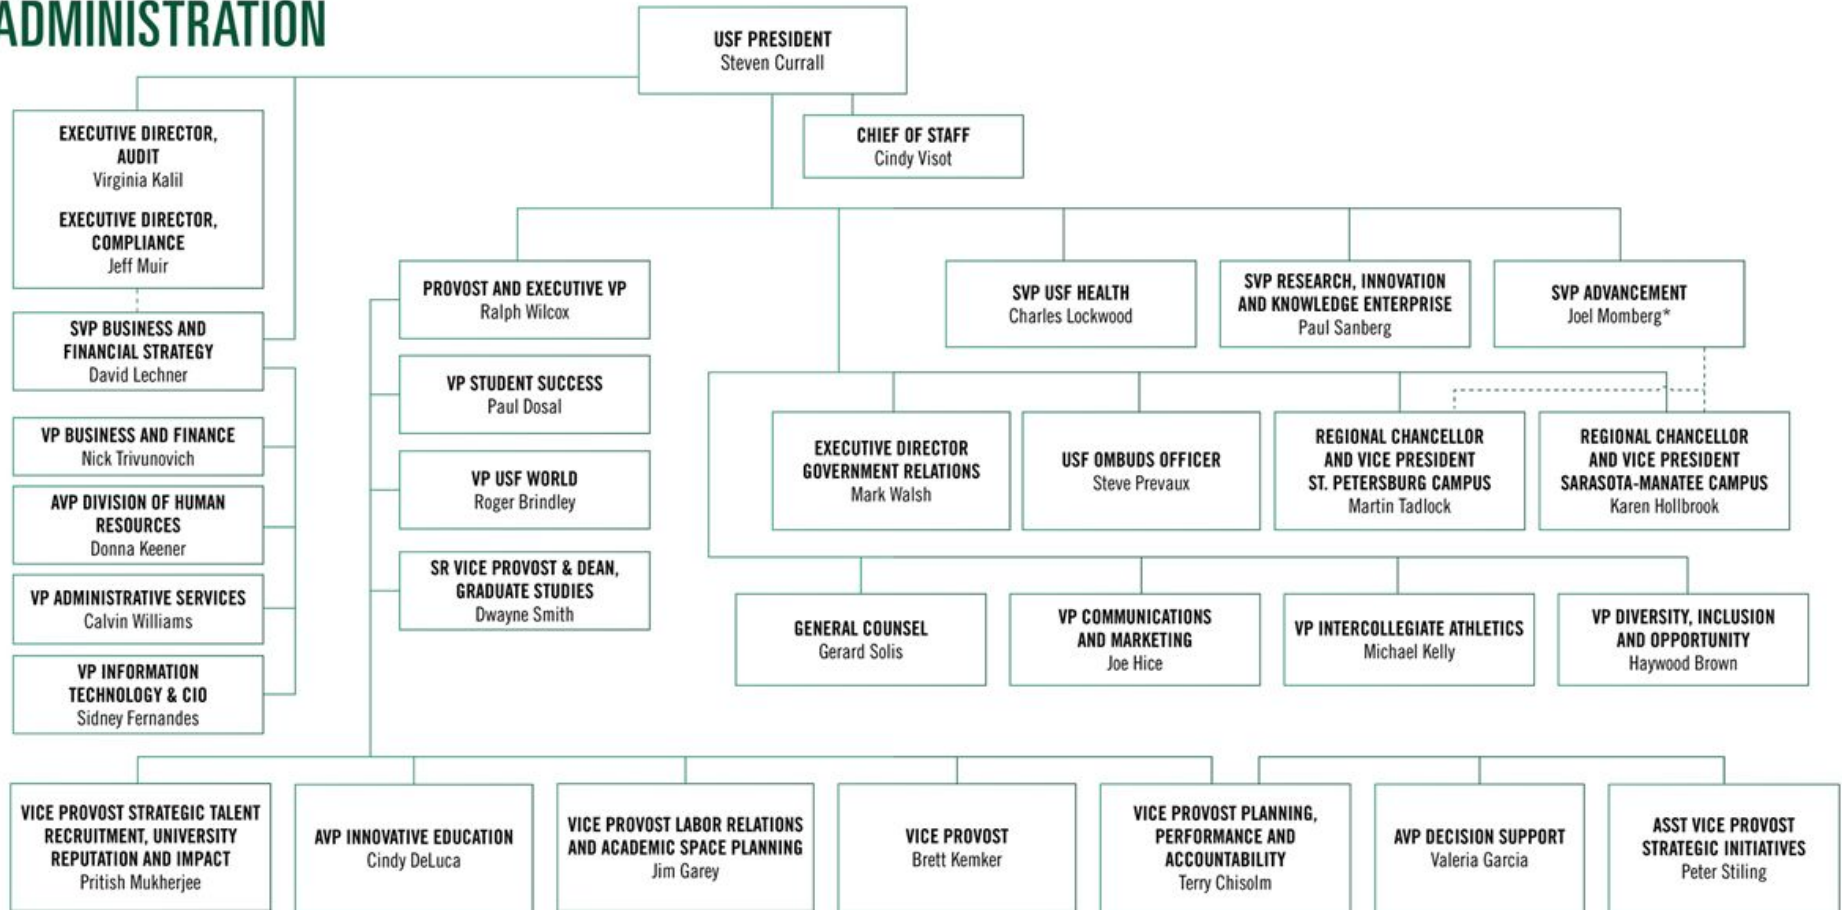 ADMINISTRATION
USF PRESIDENT
Steven Currall
CHIEF OF STAFF
Cindy Visot
EXECUTIVE DIRECTOR,
AUDIT
Virginia Kalil
EXECUTIVE DIRECTOR,
COMPLIANCE
Jeff Muir
SVP BUSINESS AND
FINANCIAL STRATEGY
David Lechner
VP BUSINESS AND FINANCE
Nick Trivunovich
AVP DIVISION OF HUMAN
RESOURCES
Donna Keener
VP ADMINISTRATIVE SERVICES
Calvin Williams
VP INFORMATION
TECHNOLOGY & CIO
Sidney Fernandes
PROVOST AND EXECUTIVE VP
Ralph Wilcox
VP STUDENT SUCCESS
Paul Dosal
VP USF WORLD
Roger Brindley
SR VICE PROVOST & DEAN,
GRADUATE STUDIES
Dwayne Smith
SVP USF HEALTH
Charles Lockwood
SVP RESEARCH, INNOVATION
AND KNOWLEDGE ENTERPRISE
Paul Sanberg
SVP ADVANCEMENT
Joel Momberg*
EXECUTIVE DIRECTOR
GOVERNMENT RELATIONS
Mark Walsh
USF OMBUDS OFFICER
Steve Prevaux
REGIONAL CHANCELLOR
AND VICE PRESIDENT
ST. PETERSBURG CAMPUS
Martin Tadlock
REGIONAL CHANCELLOR
AND VICE PRESIDENT
SARASOTA-MANATEE CAMPUS
Karen Hollbrook
GENERAL COUNSEL
Gerard Solis
VP COMMUNICATIONS
AND MARKETING
Joe Hice
VP INTERCOLLEGIATE ATHLETICS
Michael Kelly
VP DIVERSITY, INCLUSION
AND OPPORTUNITY
Haywood Brown
VICE PROVOST STRATEGIC TALENT
RECRUITMENT, UNIVERSITY
REPUTATION AND IMPACT
Pritish Mukherjee
AVP INNOVATIVE EDUCATION
Cindy DeLuca
VICE PROVOST LABOR RELATIONS
AND ACADEMIC SPACE PLANNING
Jim Garey
VICE PROVOST
Brett Kemker
VICE PROVOST PLANNING,
PERFORMANCE AND
ACCOUNTABILITY
Terry Chisolm
AVP DECISION SUPPORT
Valeria Garcia
ASST VICE PROVOST
STRATEGIC INITIATIVES
Peter Stiling